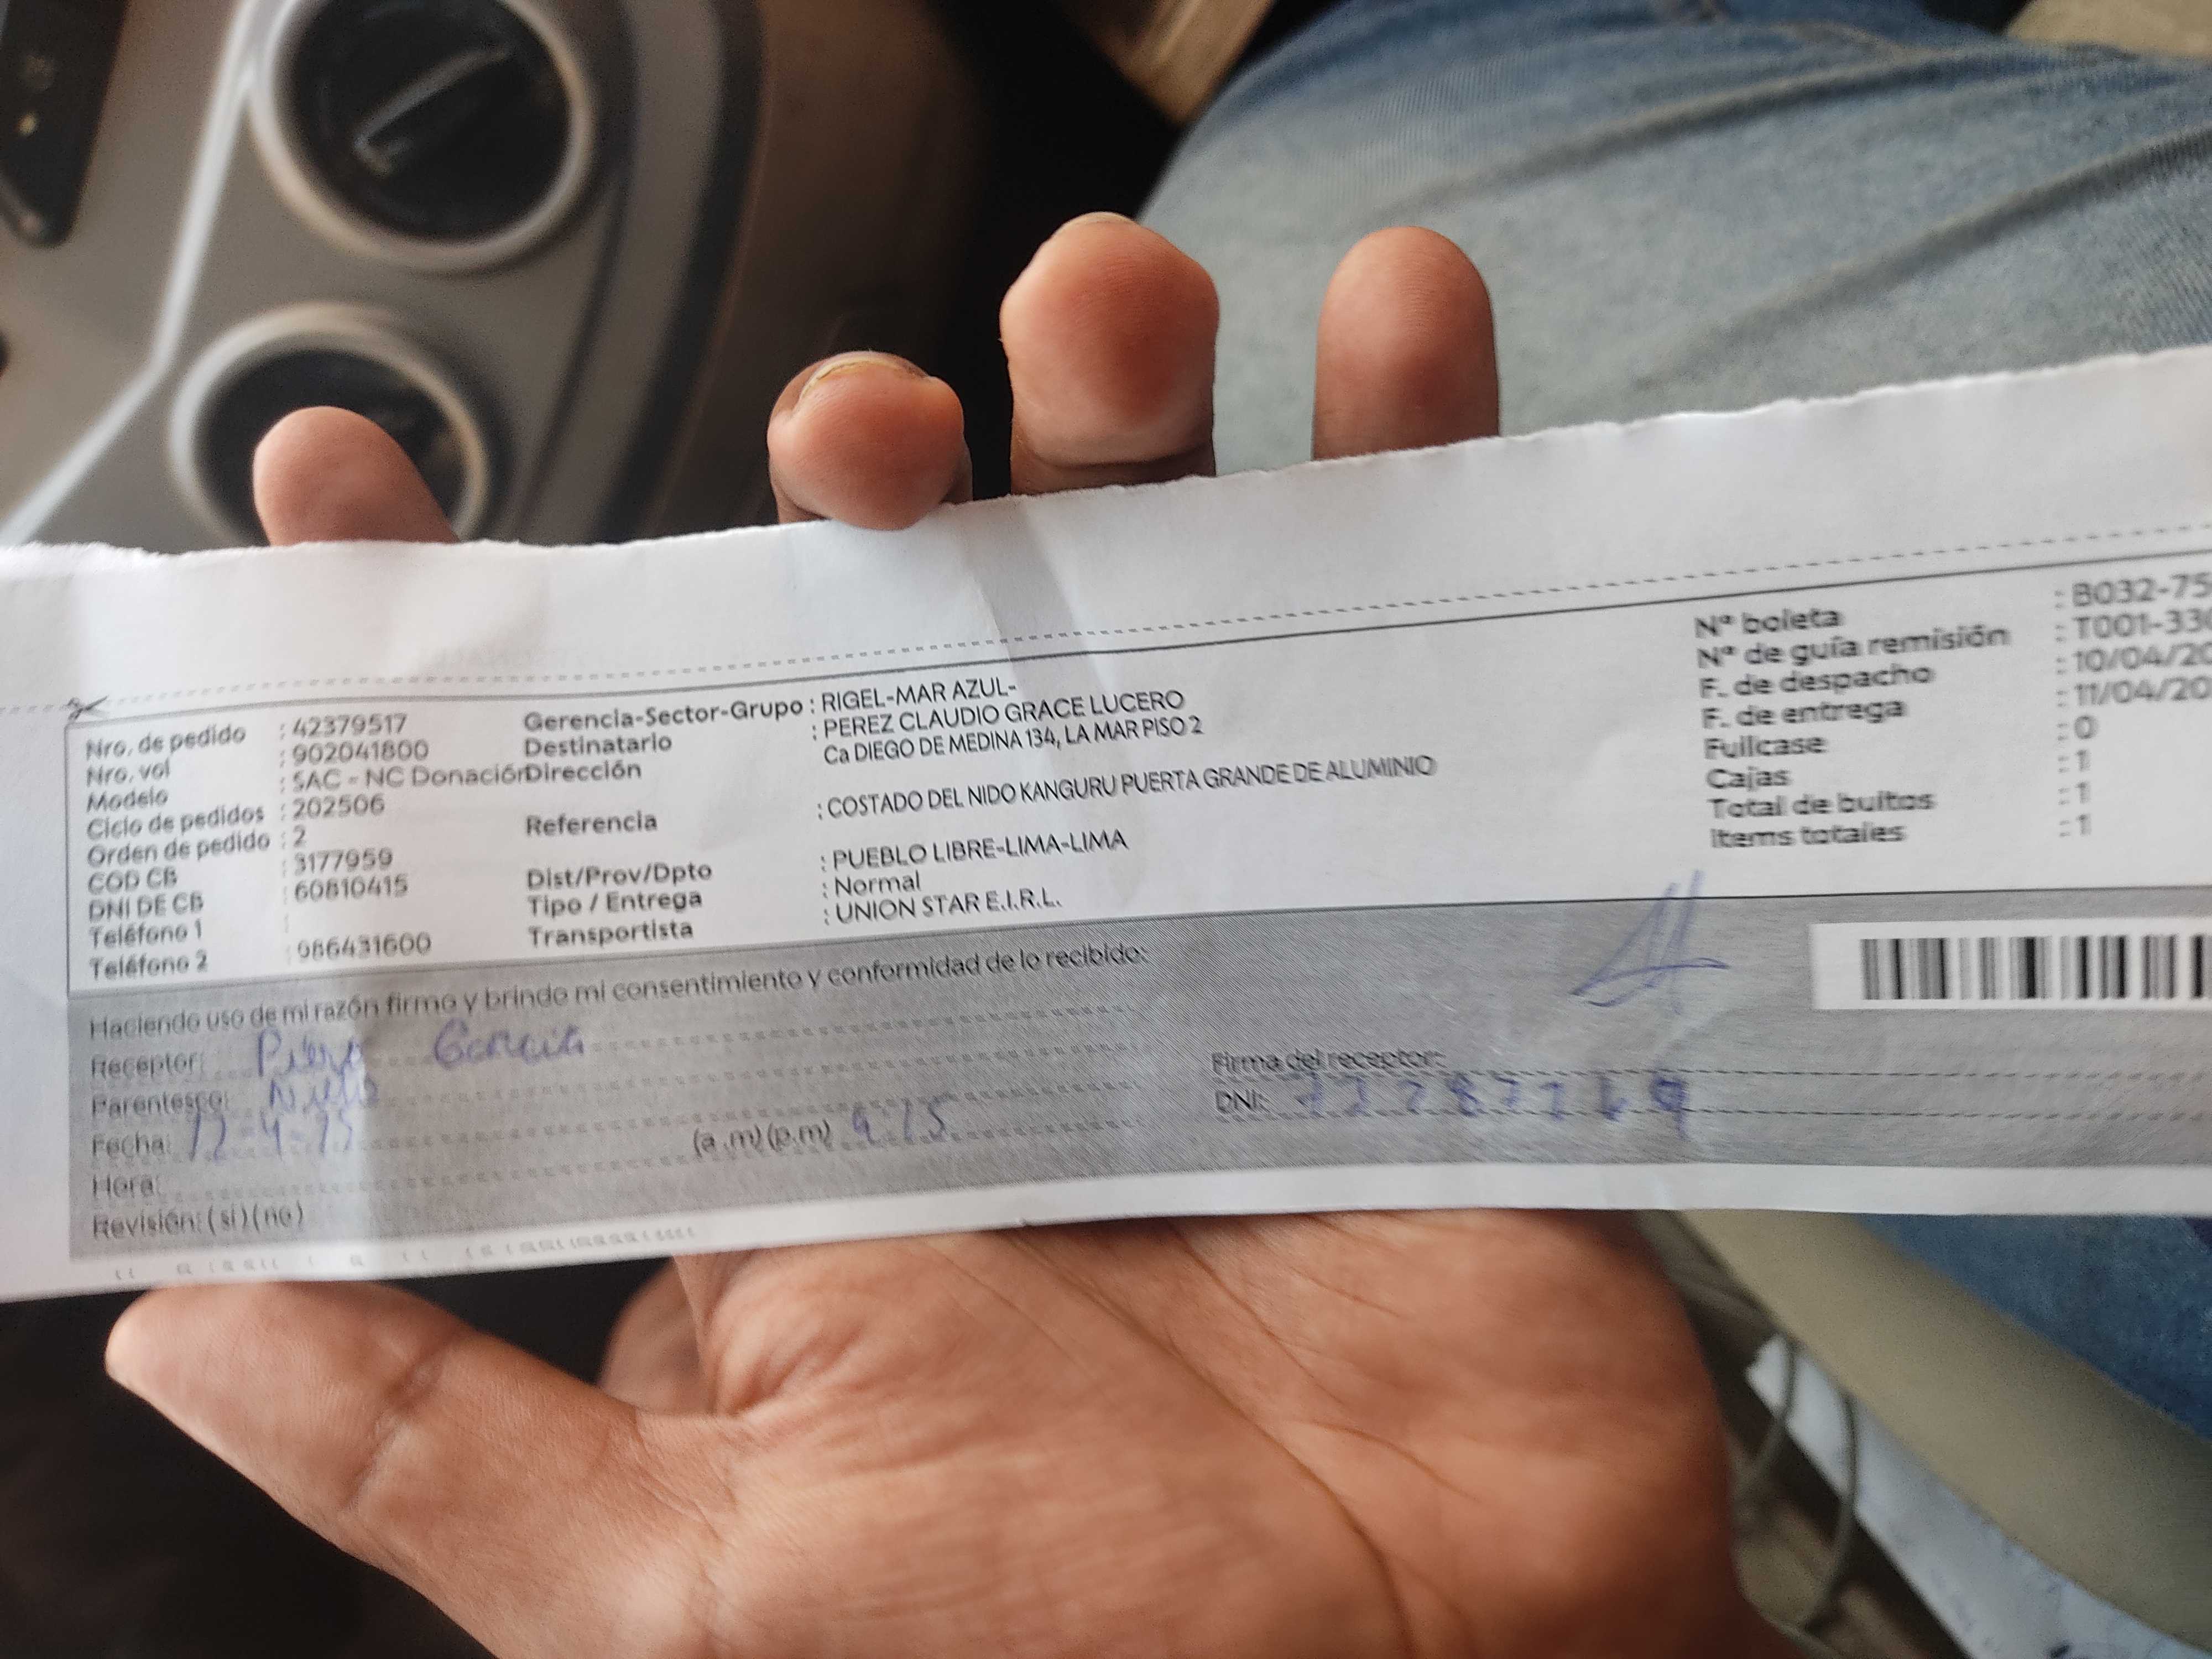 Nro. de pedido : 42379517
Nro. vol : 902041800
Modelo : SAC - NC Donación
Ciclo de pedidos : 202506
Orden de pedido : 2
COD CB : 3177959
DNI DE CB : 60810415
Teléfono 1 :
Teléfono 2 : 986431600
Gerencia-Sector-Grupo : RIGEL-MAR AZUL-
Destinatario : PEREZ CLAUDIO GRACE LUCERO
Dirección Ca DIEGO DE MEDINA 134, LA MAR PISO 2
Referencia : COSTADO DEL NIDO KANGURU PUERTA GRANDE DE ALUMINIO
Dist/Prov/Dpto : PUEBLO LIBRE-LIMA-LIMA
Tipo / Entrega : Normal
Transportista : UNION STAR E.I.R.L.
Nº boleta : B032-75
Nº de guía remisión : T001-33
F. de despacho : 10/04/20
F. de entrega : 11/04/20
Fullcase : 0
Cajas : 1
Total de bultos : 1
Items totales : 1
Haciendo uso de mi razón firmo y brindo mi consentimiento y conformidad de lo recibido:
Receptor: Piero Garcia
Parentesco:
Fecha:
Hora: (a.m)(p.m)
Revisión: (si)(no)
Firma del receptor:
DNI: